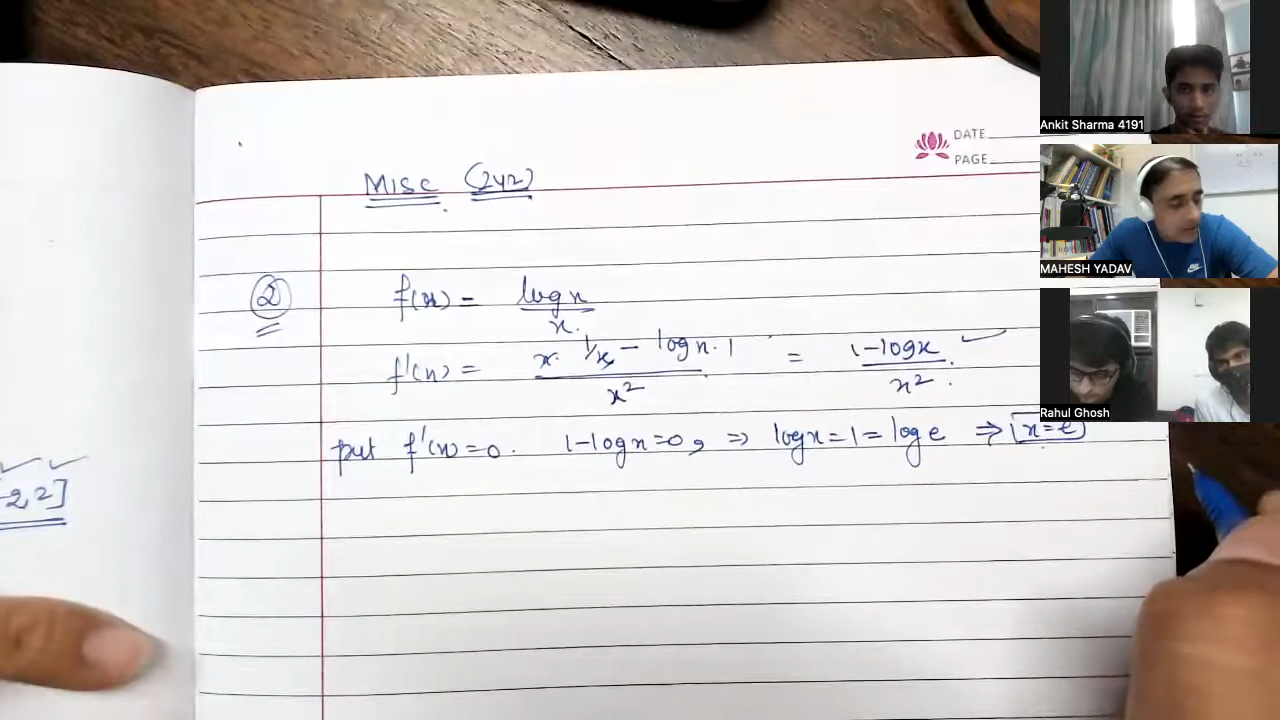 DATE
PAGE
MISC (242)
② f(x) = log x / x.
f'(x) = x · 1/x − log x · 1 / x² = 1−log x / x².
put f'(x)=0. 1−log x=0, ⇒ log x=1=log e ⇒ x=e
-2,2]
Ankit Sharma 4191
MAHESH YADAV
Rahul Ghosh